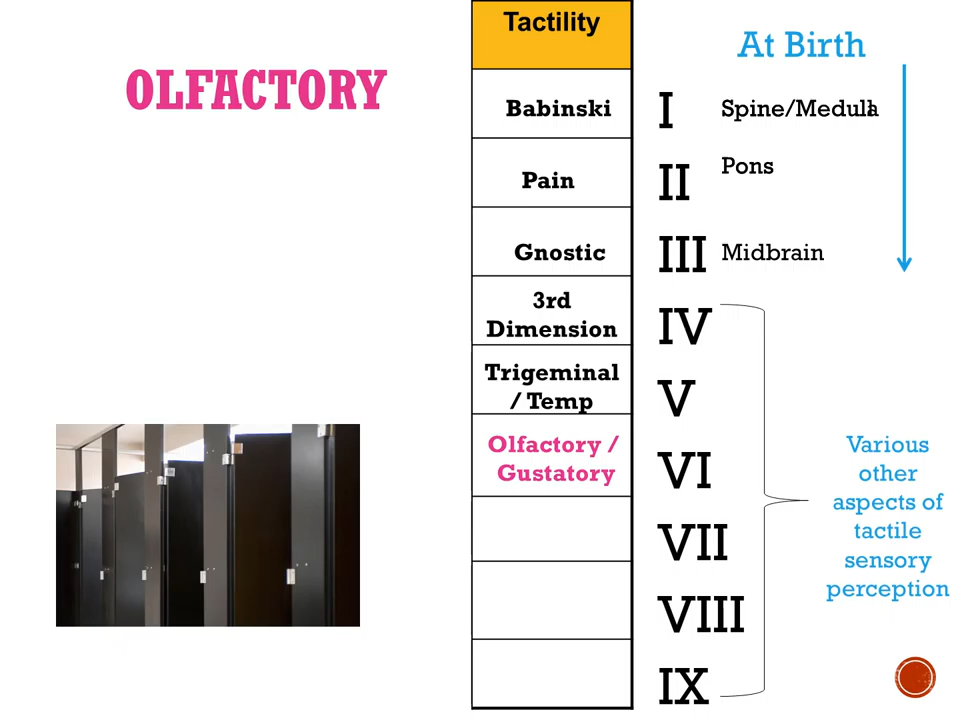 OLFACTORY
Tactility
Babinski
Pain
Gnostic
3rd
Dimension
Trigeminal
/ Temp
Olfactory /
Gustatory
I
II
III
IV
V
VI
VII
VIII
IX
At Birth
Spine/Medulla
Pons
Midbrain
Various
other
aspects of
tactile
sensory
perception